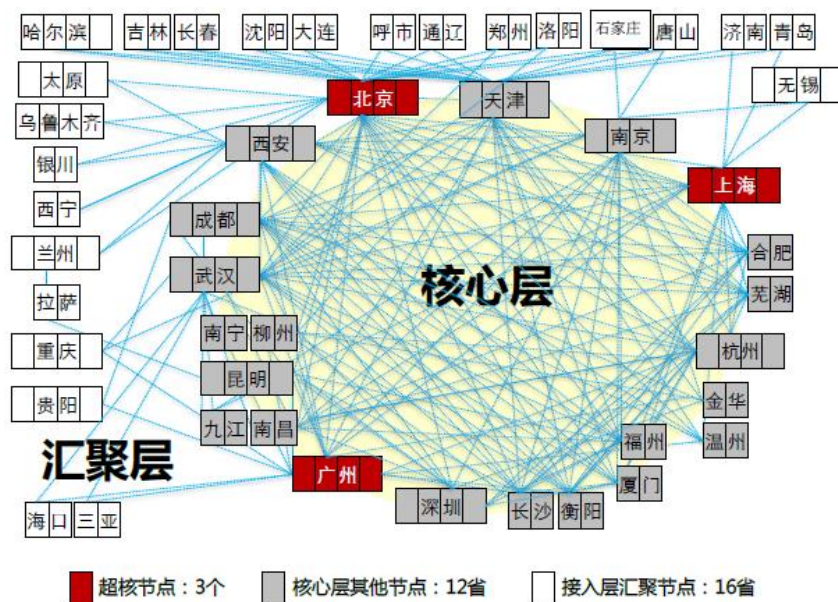 哈尔滨
吉林 长春
沈阳 大连
呼市 通辽
郑州 洛阳
石家庄 唐山
济南 青岛
太原
北京
天津
无锡
乌鲁木齐
西安
南京
银川
上海
西宁
成都
兰州
武汉
核心层
合肥
拉萨
芜湖
南宁 柳州
重庆
杭州
昆明
贵阳
金华
九江 南昌
福州
温州
汇聚层
广州
厦门
深圳
长沙 衡阳
海口 三亚
超核节点：3个
核心层其他节点：12省
接入层汇聚节点：16省